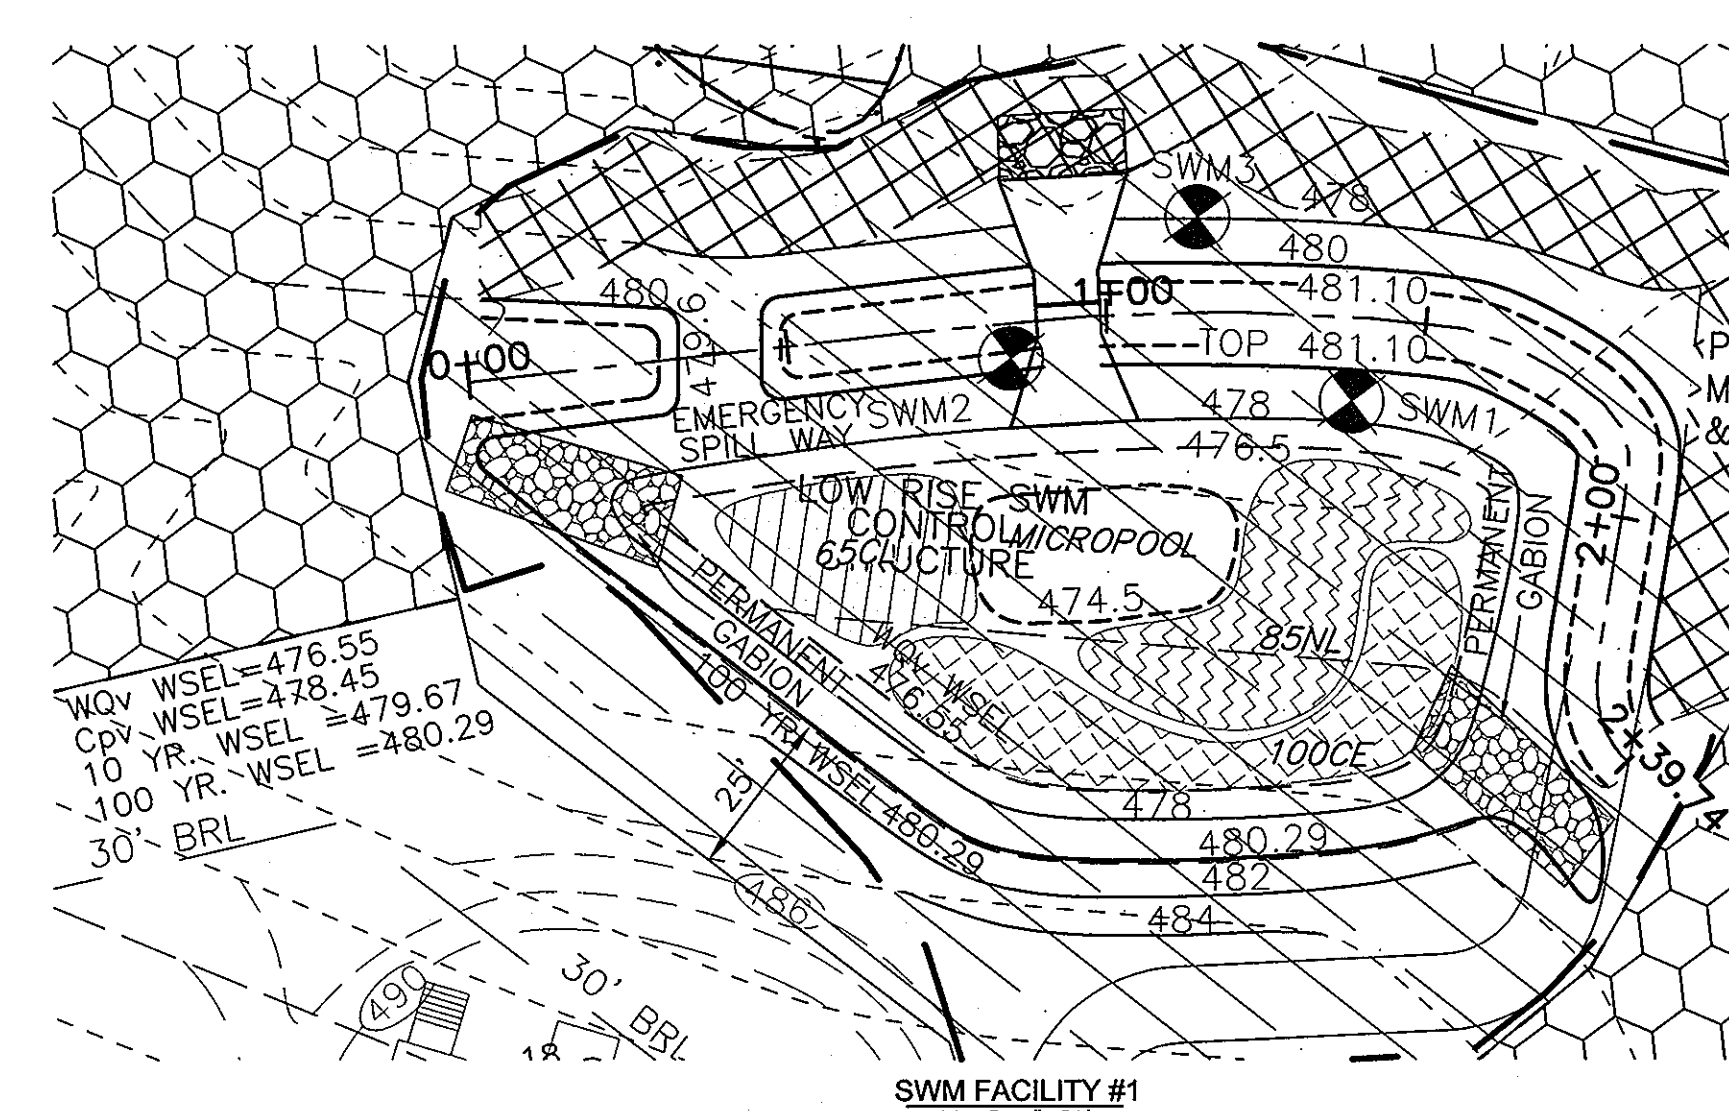 SWM3
478
480
480
479.6
1+00
481.10
TOP 481.10
0+00
P
M
&
EMERGENCY
SPILL WAY
SWM2
478
SWM1
476.5
LOW RISE
CONTROL
UCTURE
SWM
MICROPOOL
474.5
PERMANENT
GABION
2+00
PERMANENT
GABION
WQv WSEL
476.55
85NL
100CE
2+39.74
WQv WSEL=476.55
Cpv WSEL=478.45
10 YR. WSEL =479.67
100 YR. WSEL =480.29
30' BRL
25'
100 YR. WSEL 480.29
478
480.29
482
484
486
490
30' BRL
18
SWM FACILITY #1